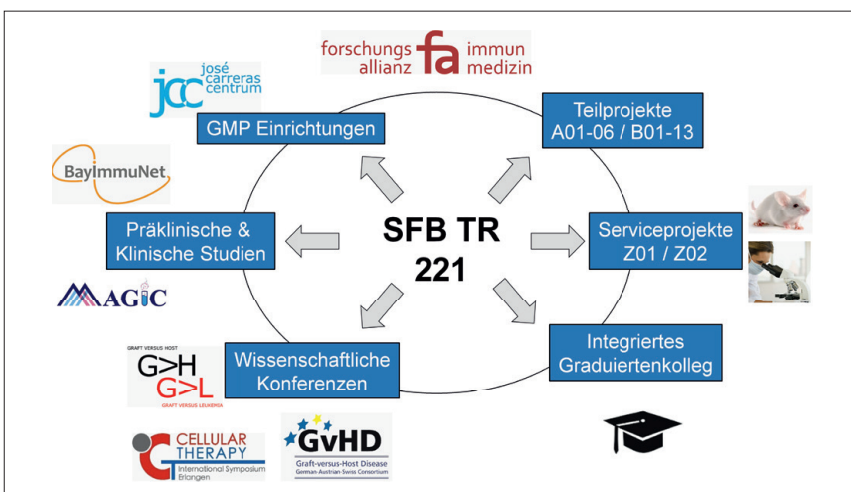 forschungs allianz fa immun medizin
jcc josé carreras centrum
GMP Einrichtungen
Teilprojekte
A01-06 / B01-13
BayImmuNet
Präklinische &
Klinische Studien
SFB TR
221
Serviceprojekte
Z01 / Z02
MAGIC
GRAFT VERSUS HOST
G>H
G>L
GRAFT VERSUS LEUKEMIA
Wissenschaftliche
Konferenzen
Integriertes
Graduiertenkolleg
CT CELLULAR
THERAPY
International Symposium
Erlangen
GvHD
Graft-versus-Host Disease
German-Austrian-Swiss Consortium